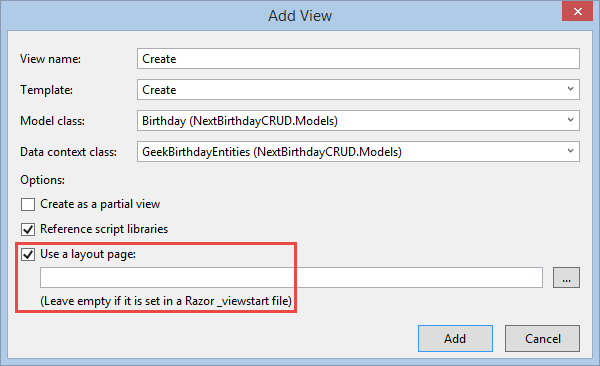 Add View
View name: Create
Template: Create
Model class: Birthday (NextBirthdayCRUD.Models)
Data context class: GeekBirthdayEntities (NextBirthdayCRUD.Models)
Options:
Create as a partial view
Reference script libraries
Use a layout page:
...
(Leave empty if it is set in a Razor _viewstart file)
Add Cancel